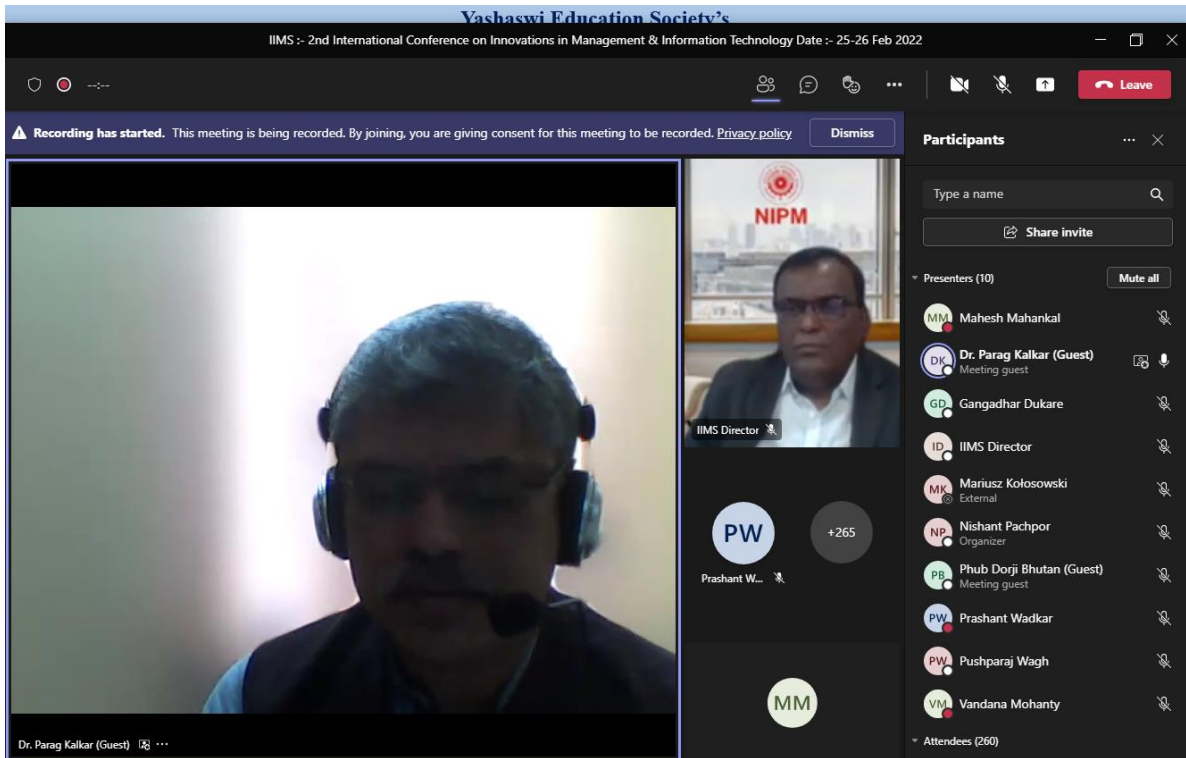 Yashaswi Education Society's
IIMS :- 2nd International Conference on Innovations in Management & Information Technology Date :- 25-26 Feb 2022
--:--
Leave
Recording has started. This meeting is being recorded. By joining, you are giving consent for this meeting to be recorded. Privacy policy
Dismiss
NIPM
IIMS Director
PW
+265
Prashant W...
MM
Dr. Parag Kalkar (Guest)
Participants
Type a name
Share invite
Presenters (10)
Mute all
MM Mahesh Mahankal
DK Dr. Parag Kalkar (Guest)
Meeting guest
GD Gangadhar Dukare
ID IIMS Director
MK Mariusz Kołosowski
External
NP Nishant Pachpor
Organizer
PB Phub Dorji Bhutan (Guest)
Meeting guest
PW Prashant Wadkar
PW Pushparaj Wagh
VM Vandana Mohanty
Attendees (260)